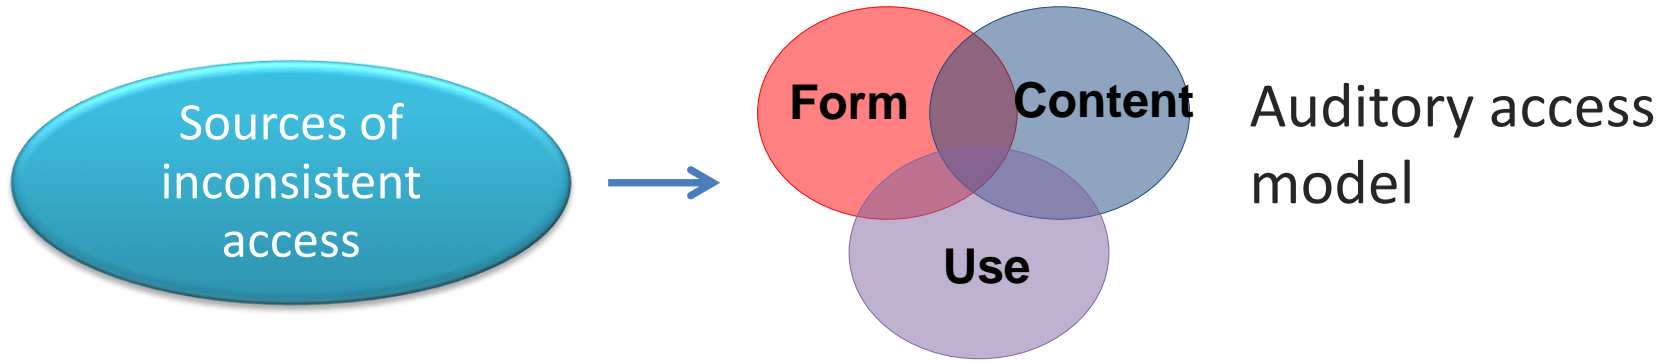 Sources of
inconsistent
access
Form
Content
Use
Auditory access
model